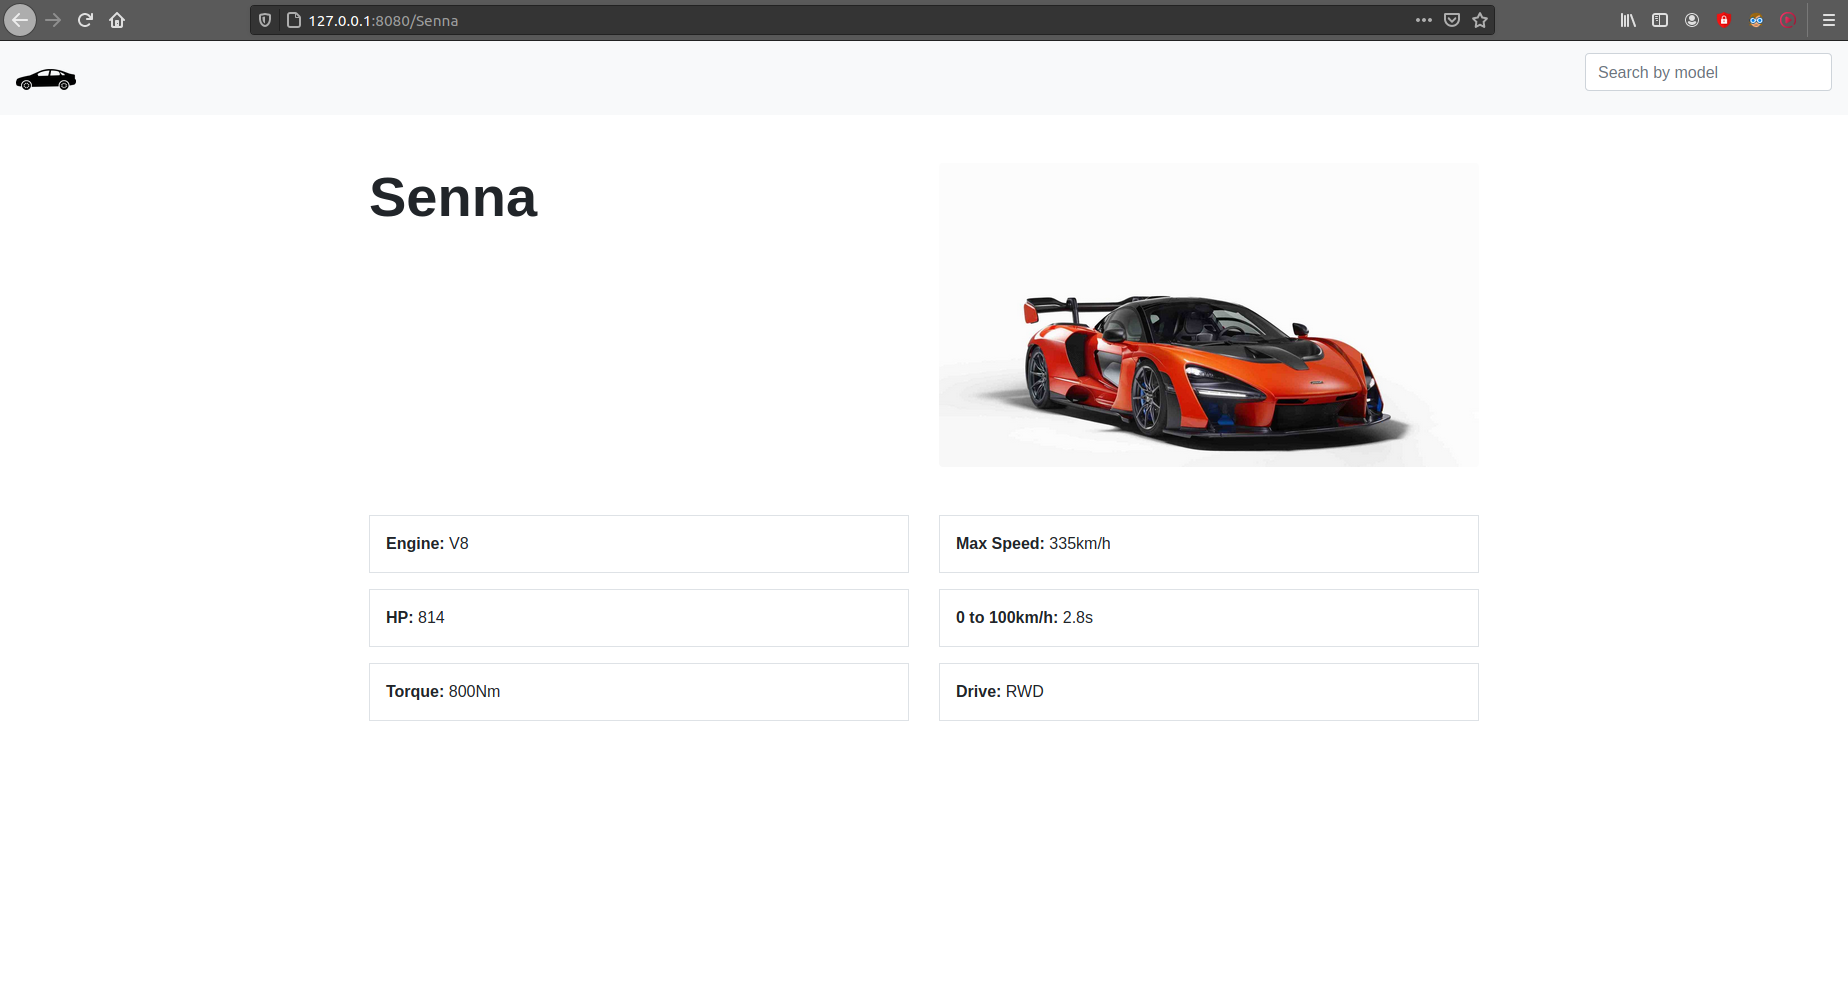 127.0.0.1:8080/Senna
Search by model
Senna
Engine: V8
Max Speed: 335km/h
HP: 814
0 to 100km/h: 2.8s
Torque: 800Nm
Drive: RWD